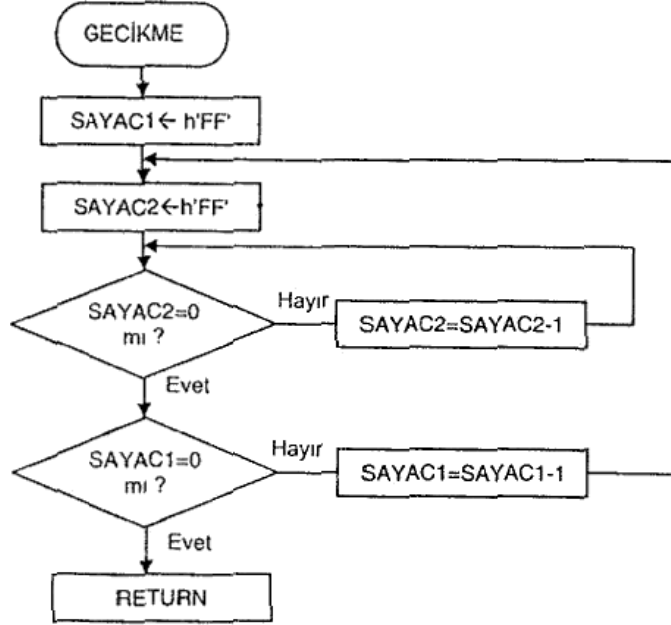 GECİKME
SAYAC1← h'FF'
SAYAC2←h'FF'
SAYAC2=0
mı ?
Hayır
SAYAC2=SAYAC2-1
Evet
SAYAC1=0
mı ?
Hayır
SAYAC1=SAYAC1-1
Evet
RETURN